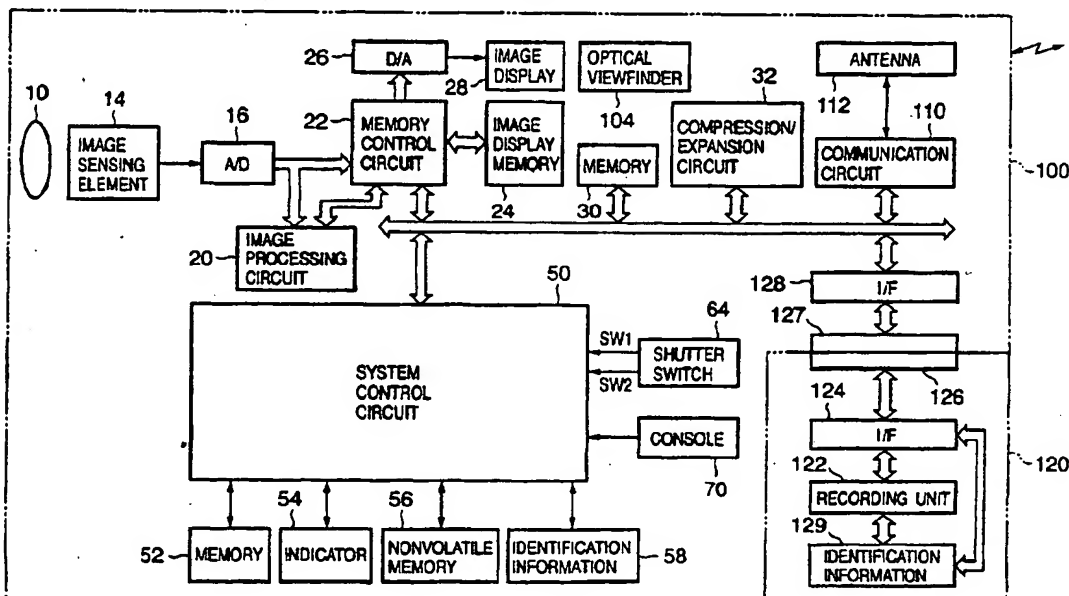 26
D/A
IMAGE
DISPLAY
28
OPTICAL
VIEWFINDER
104
32
ANTENNA
112
10
14
IMAGE
SENSING
ELEMENT
16
A/D
22
MEMORY
CONTROL
CIRCUIT
IMAGE
DISPLAY
MEMORY
24
MEMORY
30
COMPRESSION/
EXPANSION
CIRCUIT
110
COMMUNICATION
CIRCUIT
100
20
IMAGE
PROCESSING
CIRCUIT
50
SYSTEM
CONTROL
CIRCUIT
SW1
SW2
64
SHUTTER
SWITCH
CONSOLE
70
128
I/F
127
126
124
I/F
120
122
RECORDING UNIT
129
IDENTIFICATION
INFORMATION
52
MEMORY
54
INDICATOR
56
NONVOLATILE
MEMORY
IDENTIFICATION
INFORMATION
58